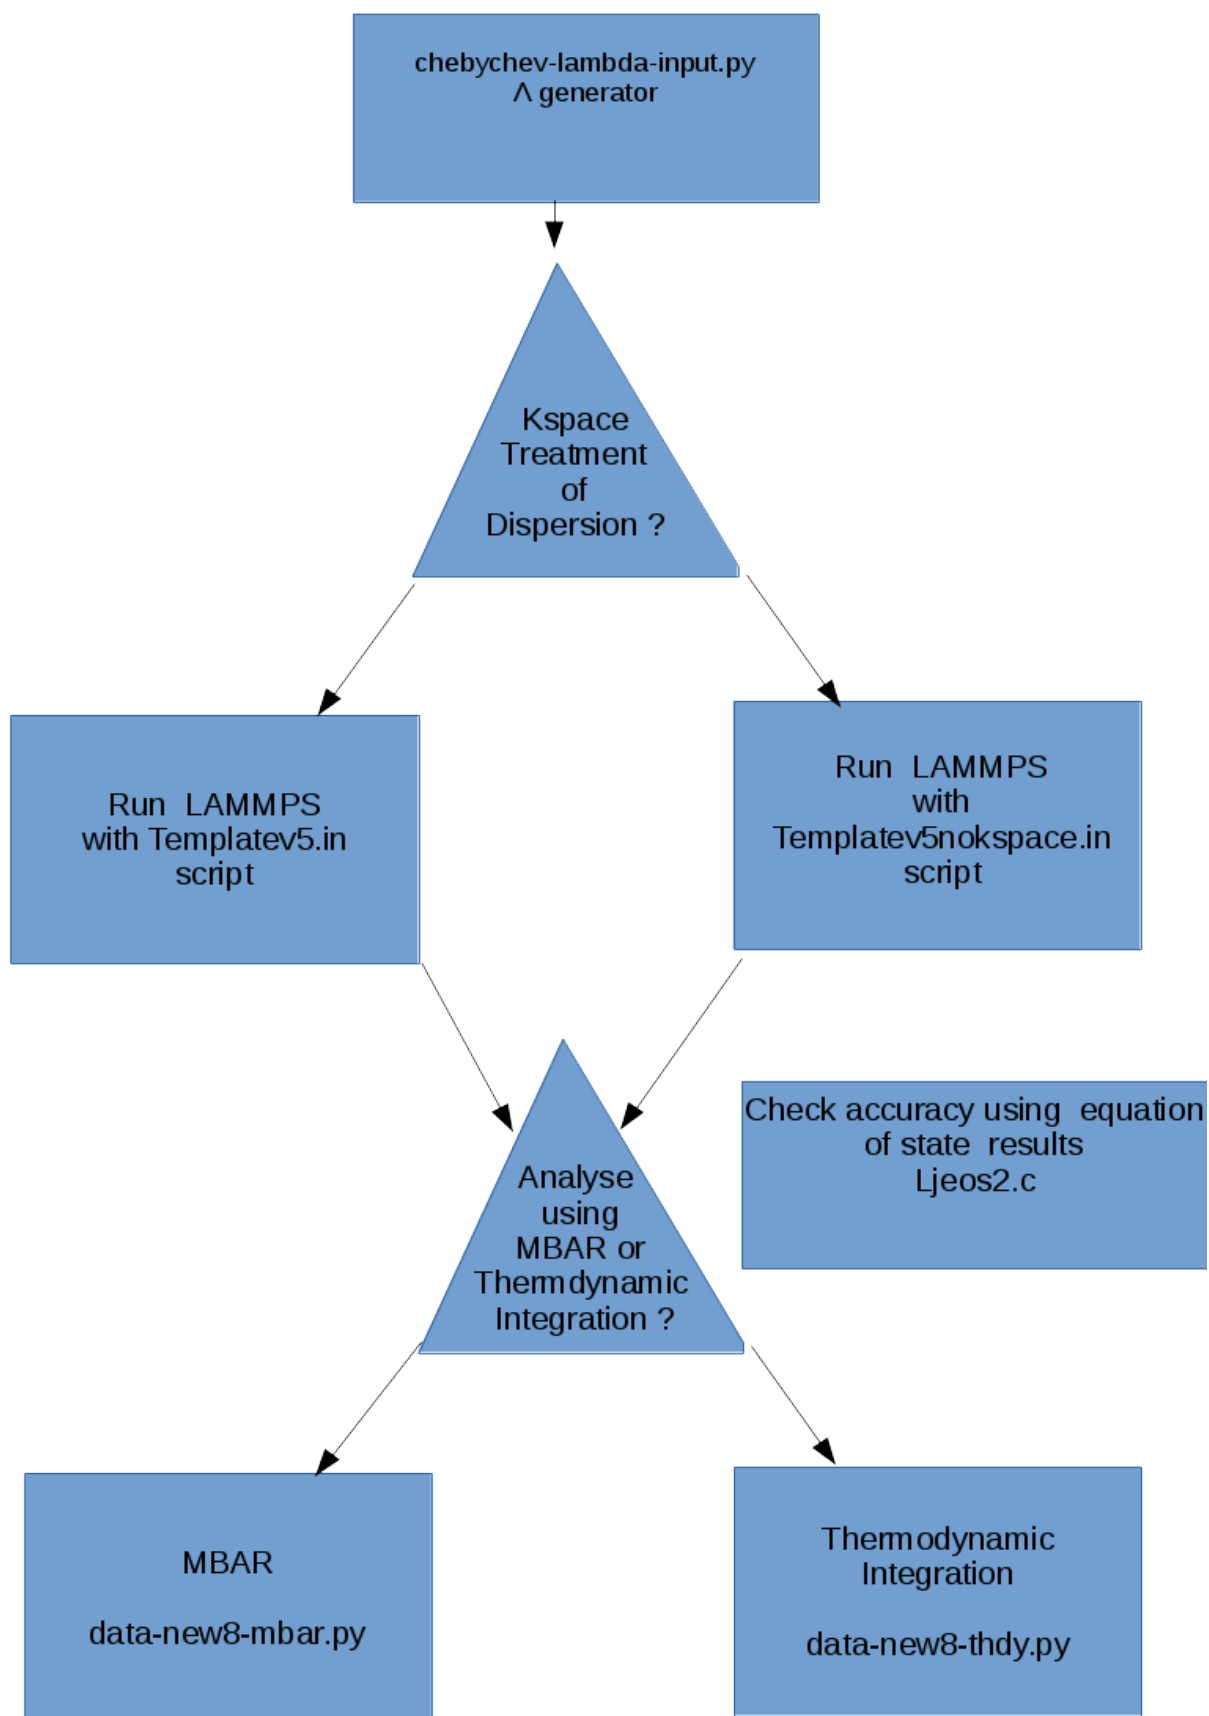 chebychev-lambda-input.py
Λ generator
Kspace
Treatment
of
Dispersion ?
Run LAMMPS
with Templatev5.in
script
Run LAMMPS
with
Templatev5nokspace.in
script
Analyse
using
MBAR or
Thermdynamic
Integration ?
Check accuracy using equation
of state results
Ljeos2.c
MBAR
data-new8-mbar.py
Thermodynamic
Integration
data-new8-thdy.py